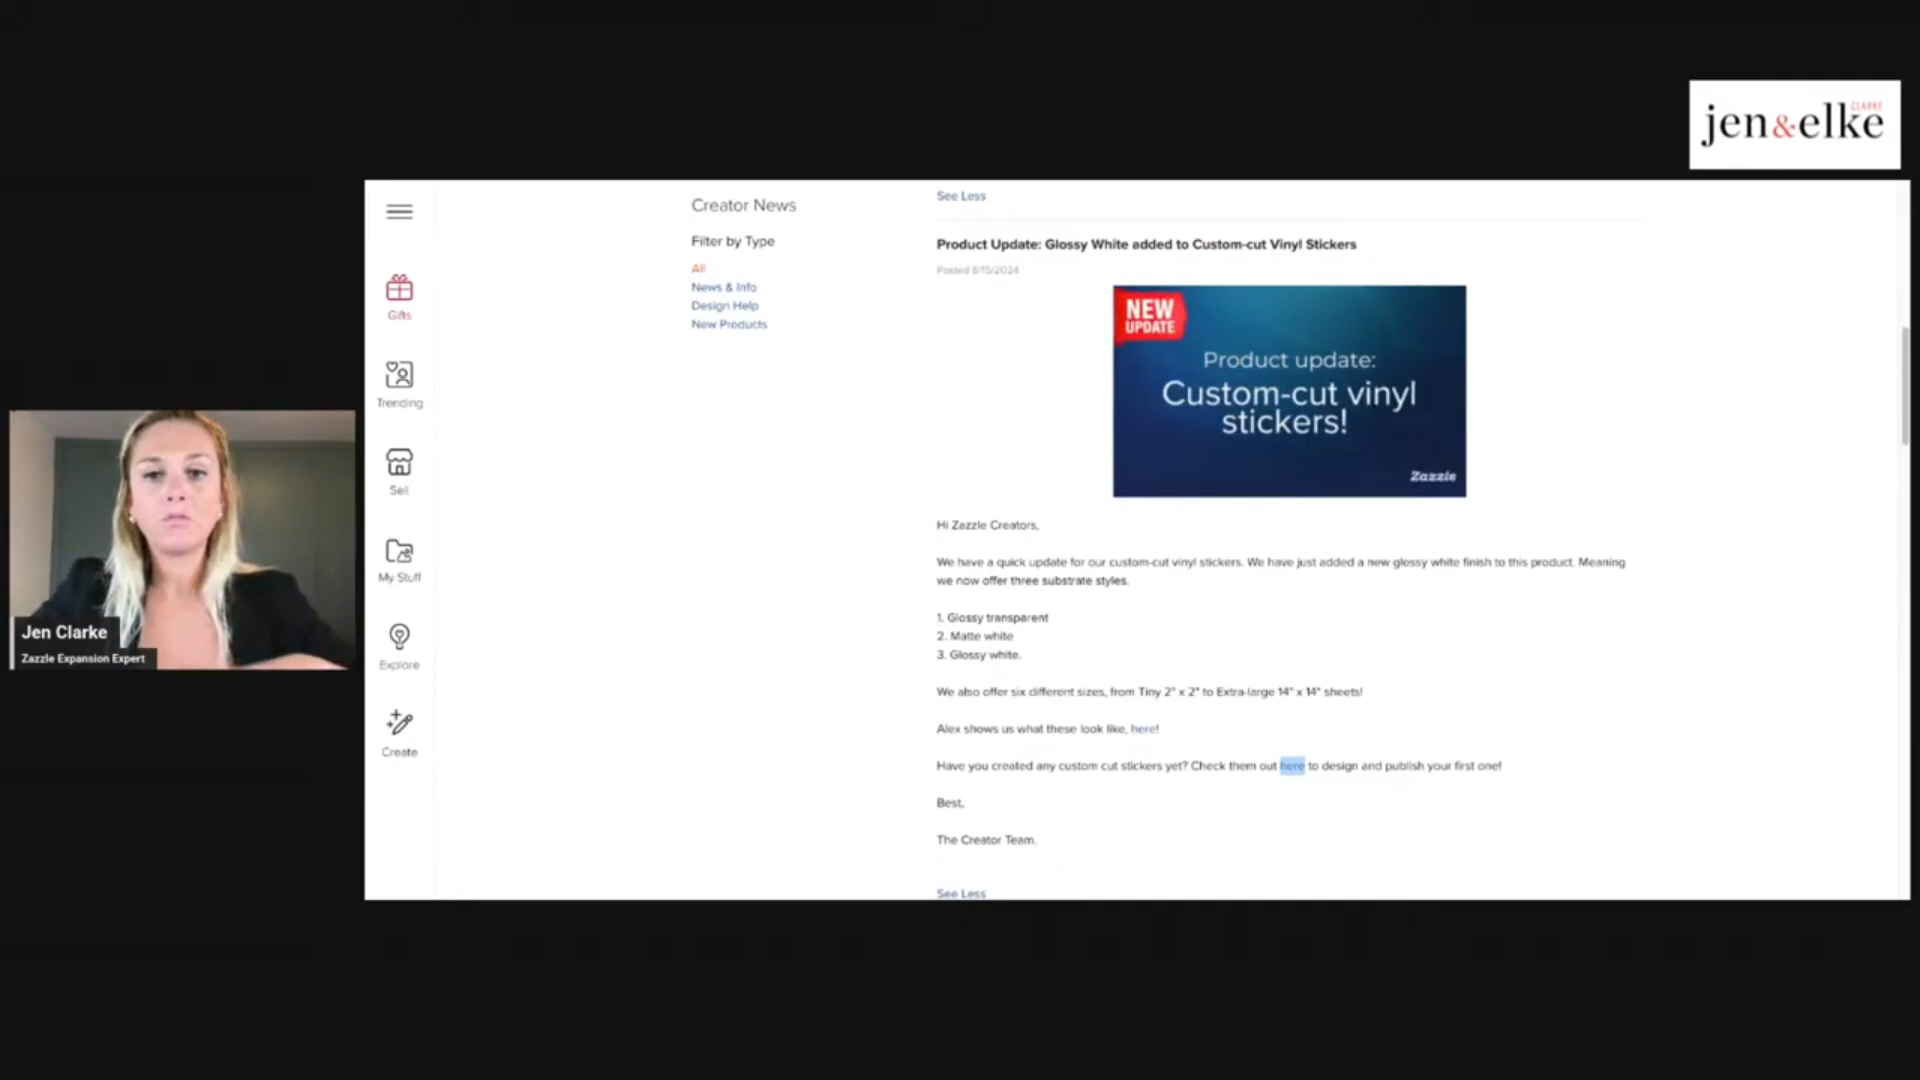 CLARKE
jen&elke
Gifts
Trending
Sell
My Stuff
Explore
Create
Creator News
Filter by Type
All
News & Info
Design Help
New Products
See Less
Product Update: Glossy White added to Custom-cut Vinyl Stickers
Posted 8/15/2024
NEW
UPDATE
Product update:
Custom-cut vinyl
stickers!
Zazzle
Hi Zazzle Creators,
We have a quick update for our custom-cut vinyl stickers. We have just added a new glossy white finish to this product. Meaning
we now offer three substrate styles.
1. Glossy transparent
2. Matte white
3. Glossy white.
We also offer six different sizes, from Tiny 2" x 2" to Extra-large 14" x 14" sheets!
Alex shows us what these look like, here!
Have you created any custom cut stickers yet? Check them out here to design and publish your first one!
Best,
The Creator Team.
See Less
Jen Clarke
Zazzle Expansion Expert